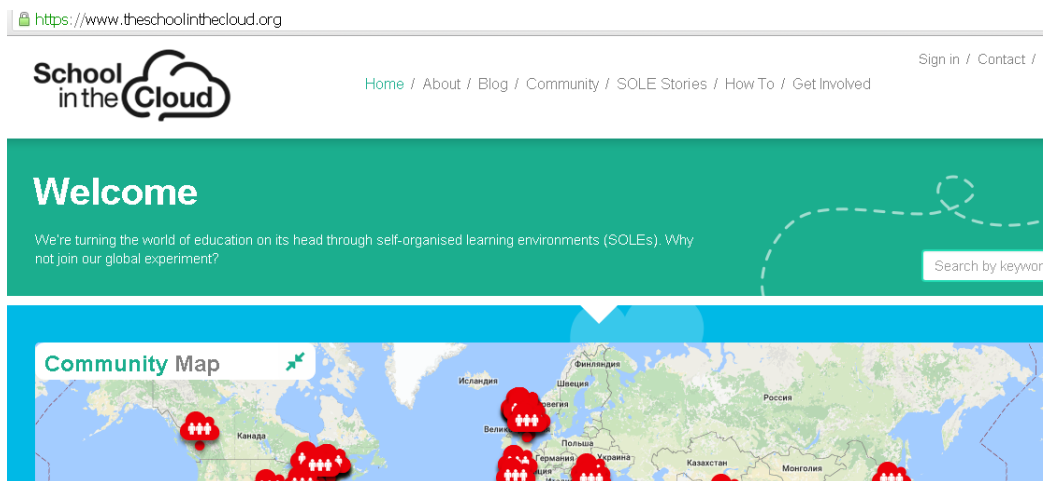 https://www.theschoolinthecloud.org
School
in the Cloud
Sign in / Contact /
Home / About / Blog / Community / SOLE Stories / How To / Get Involved
Welcome
We're turning the world of education on its head through self-organised learning environments (SOLEs). Why
not join our global experiment?
Search by keywor
Community Map
Финляндия
Исландия
Швеция
Россия
Канада
Польша
Германия
Украина
Казахстан
Монголия